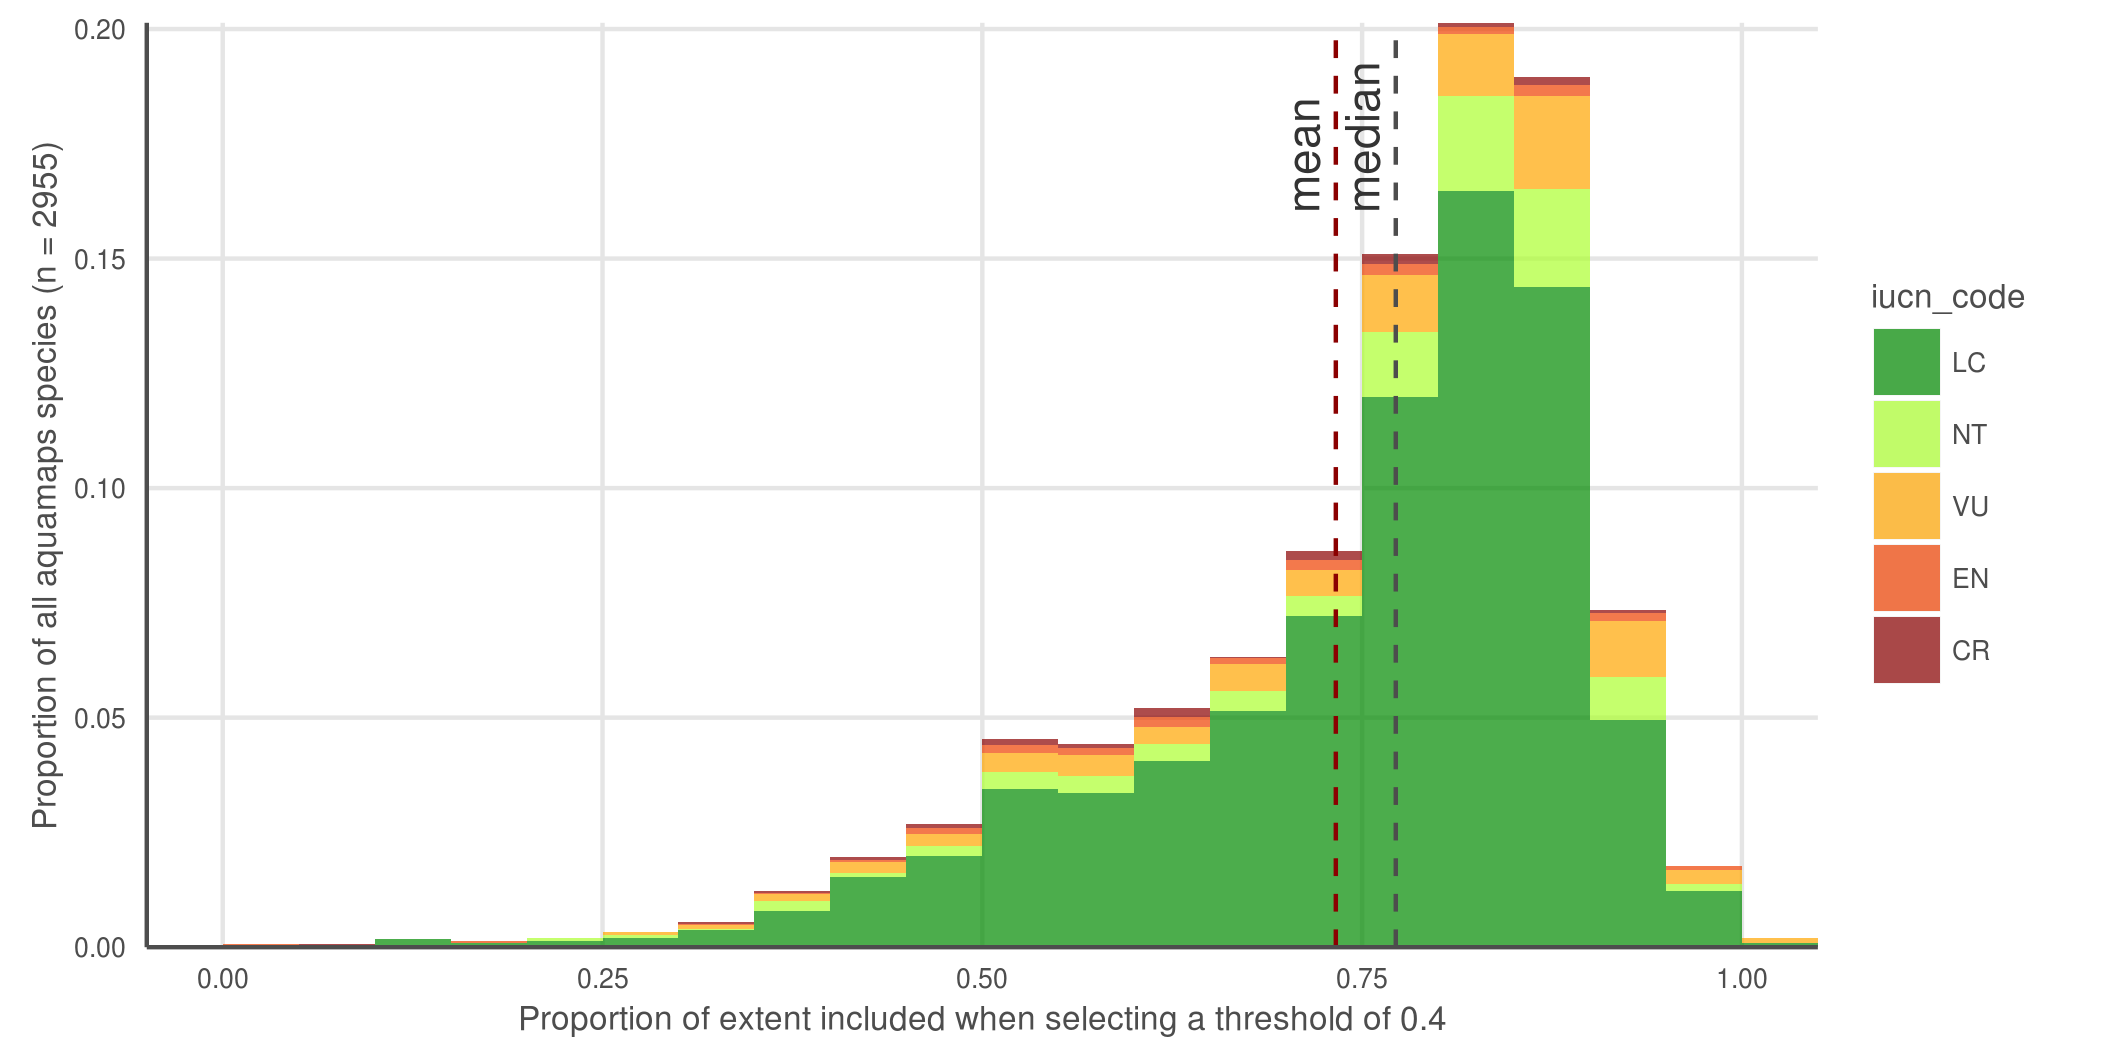 Proportion of all aquamaps species (n = 2955)
0.20
0.15
0.10
0.05
0.00
mean
median
0.00
0.25
0.50
0.75
1.00
Proportion of extent included when selecting a threshold of 0.4
iucn_code
LC
NT
VU
EN
CR